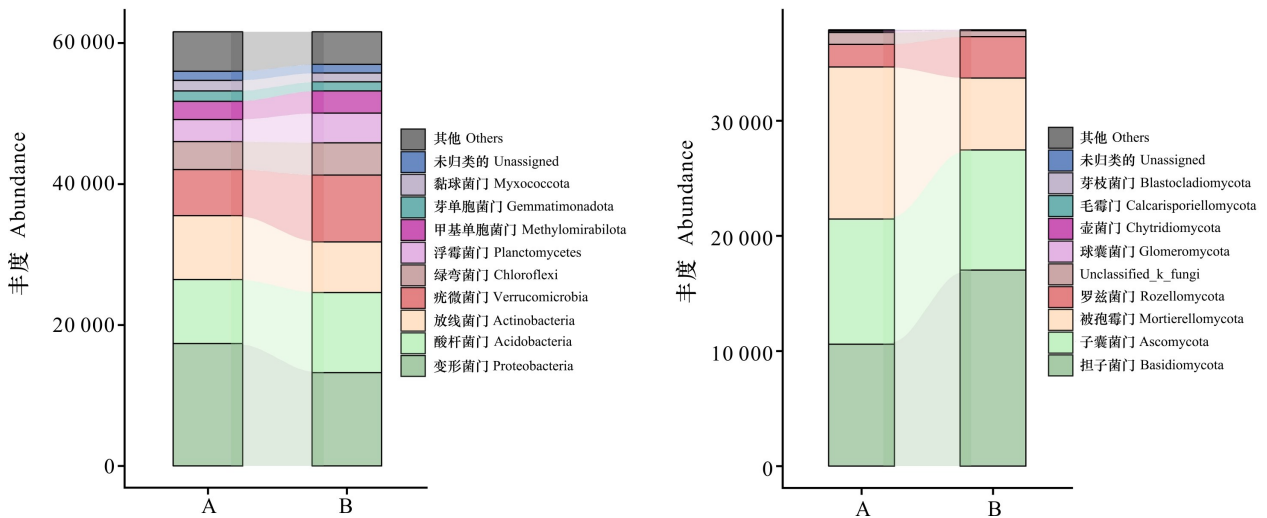 丰度 Abundance
60 000
40 000
20 000
0
A
B
其他 Others
未归类的 Unassigned
黏球菌门 Myxococcota
芽单胞菌门 Gemmatimonadota
甲基单胞菌门 Methylomirabilota
浮霉菌门 Planctomycetes
绿弯菌门 Chloroflexi
疣微菌门 Verrucomicrobia
放线菌门 Actinobacteria
酸杆菌门 Acidobacteria
变形菌门 Proteobacteria
丰度 Abundance
30 000
20 000
10 000
0
A
B
其他 Others
未归类的 Unassigned
芽枝菌门 Blastocladiomycota
毛霉门 Calcarisporiellomycota
壶菌门 Chytridiomycota
球囊菌门 Glomeromycota
Unclassified_k_fungi
罗兹菌门 Rozellomycota
被孢霉门 Mortierellomycota
子囊菌门 Ascomycota
担子菌门 Basidiomycota